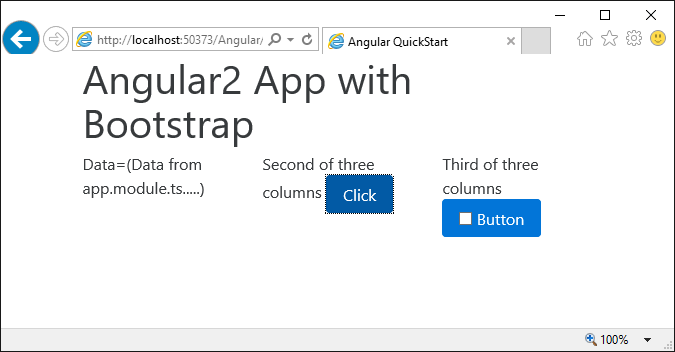 http://localhost:50373/Angular/
Angular QuickStart
Angular2 App with
Bootstrap
Data=(Data from
app.module.ts.....)
Second of three
columns Click
Third of three
columns
Button
100%